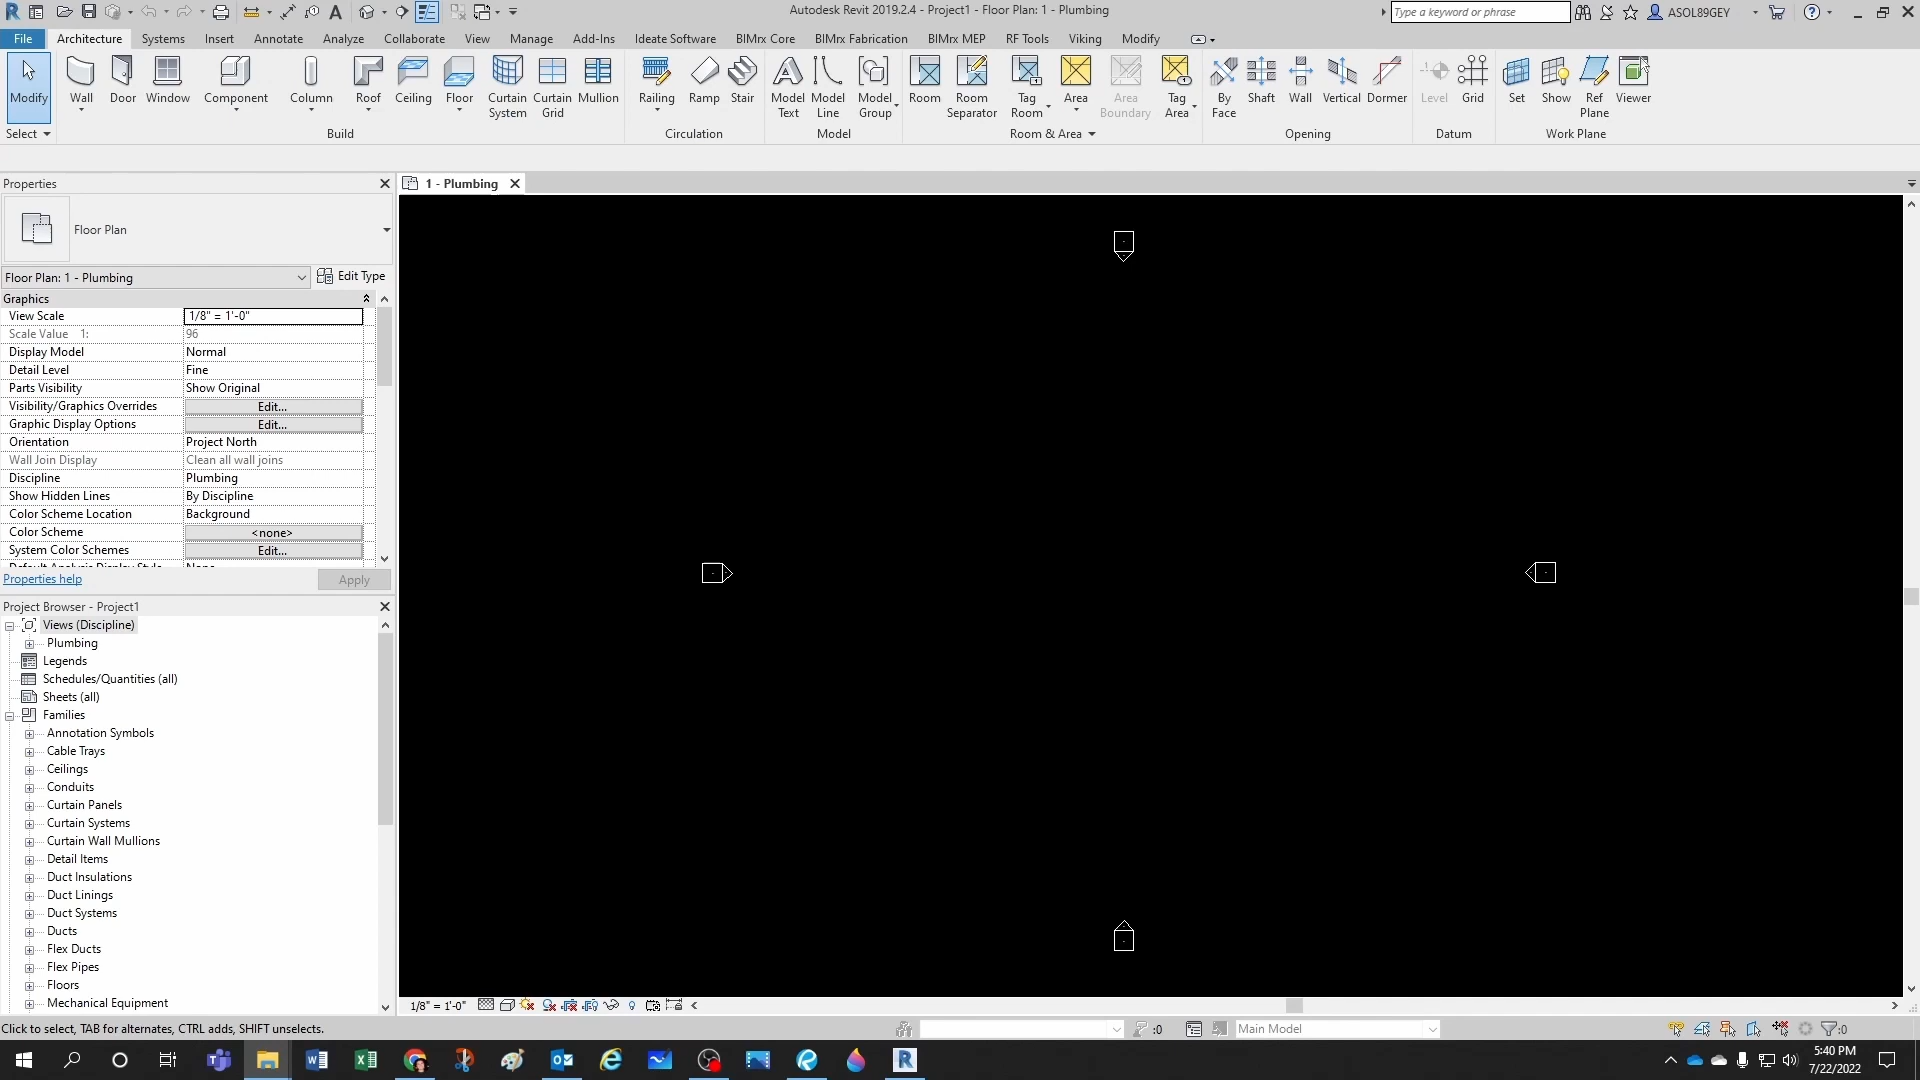 Autodesk Revit 2019.2.4 - Project1 - Floor Plan: 1 - Plumbing
Type a keyword or phrase
ASOL89GEY
File Architecture Systems Insert Annotate Analyze Collaborate View Manage Add-Ins Ideate Software BIMrx Core BIMrx Fabrication BIMrx MEP RF Tools Viking Modify
Modify Wall Door Window Component Column Roof Ceiling Floor Curtain System Curtain Grid Mullion Railing Ramp Stair Model Text Model Line Model Group Room Room Separator Tag Room Area Area Boundary Tag Area By Face Shaft Wall Vertical Dormer Level Grid Set Show Ref Plane Viewer
Select Build Circulation Model Room & Area Opening Datum Work Plane
Properties
1 - Plumbing
Floor Plan
Floor Plan: 1 - Plumbing Edit Type
Graphics
View Scale 1/8" = 1'-0"
Scale Value 1: 96
Display Model Normal
Detail Level Fine
Parts Visibility Show Original
Visibility/Graphics Overrides Edit...
Graphic Display Options Edit...
Orientation Project North
Wall Join Display Clean all wall joins
Discipline Plumbing
Show Hidden Lines By Discipline
Color Scheme Location Background
Color Scheme <none>
System Color Schemes Edit...
Properties help Apply
Project Browser - Project1
Views (Discipline)
Plumbing
Legends
Schedules/Quantities (all)
Sheets (all)
Families
Annotation Symbols
Cable Trays
Ceilings
Conduits
Curtain Panels
Curtain Systems
Curtain Wall Mullions
Detail Items
Duct Insulations
Duct Linings
Duct Systems
Ducts
Flex Ducts
Flex Pipes
Floors
Mechanical Equipment
1/8" = 1'-0"
Click to select, TAB for alternates, CTRL adds, SHIFT unselects.
:0
Main Model
:0
5:40 PM
7/22/2022